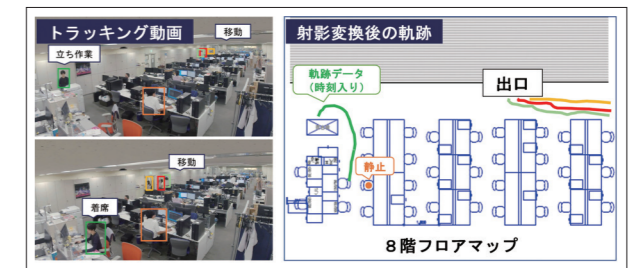 トラッキング動画
移動
立ち作業
移動
着席
射影変換後の軌跡
軌跡データ
(時刻入り)
出口
静止
8階フロアマップ